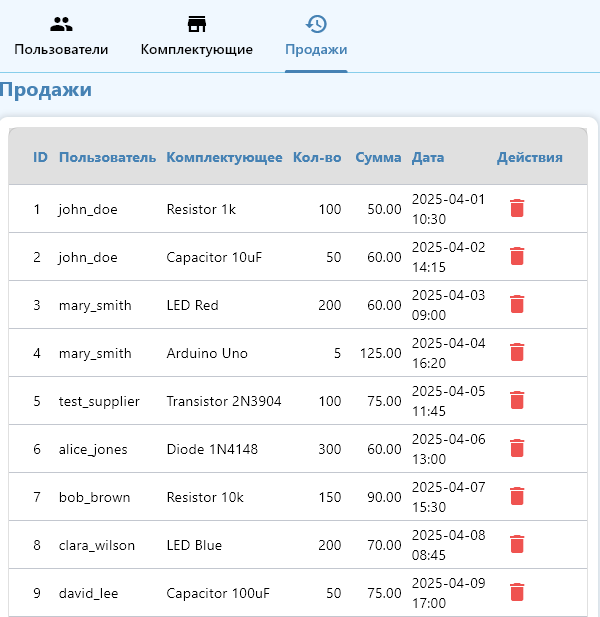 Пользователи Комплектующие Продажи
Продажи
ID Пользователь Комплектующее Кол-во Сумма Дата Действия
1 john_doe Resistor 1k 100 50.00 2025-04-01
10:30
2 john_doe Capacitor 10uF 50 60.00 2025-04-02
14:15
3 mary_smith LED Red 200 60.00 2025-04-03
09:00
4 mary_smith Arduino Uno 5 125.00 2025-04-04
16:20
5 test_supplier Transistor 2N3904 100 75.00 2025-04-05
11:45
6 alice_jones Diode 1N4148 300 60.00 2025-04-06
13:00
7 bob_brown Resistor 10k 150 90.00 2025-04-07
15:30
8 clara_wilson LED Blue 200 70.00 2025-04-08
08:45
9 david_lee Capacitor 100uF 50 75.00 2025-04-09
17:00